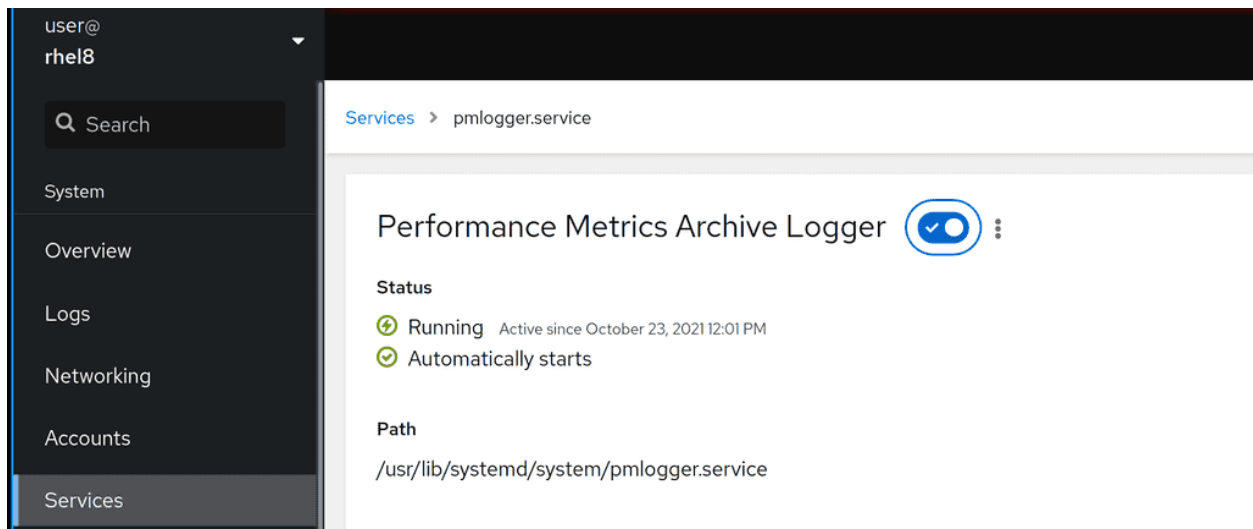 user@
rhel8
Search
System
Overview
Logs
Networking
Accounts
Services
Services > pmlogger.service
Performance Metrics Archive Logger
Status
Running Active since October 23, 2021 12:01 PM
Automatically starts
Path
/usr/lib/systemd/system/pmlogger.service